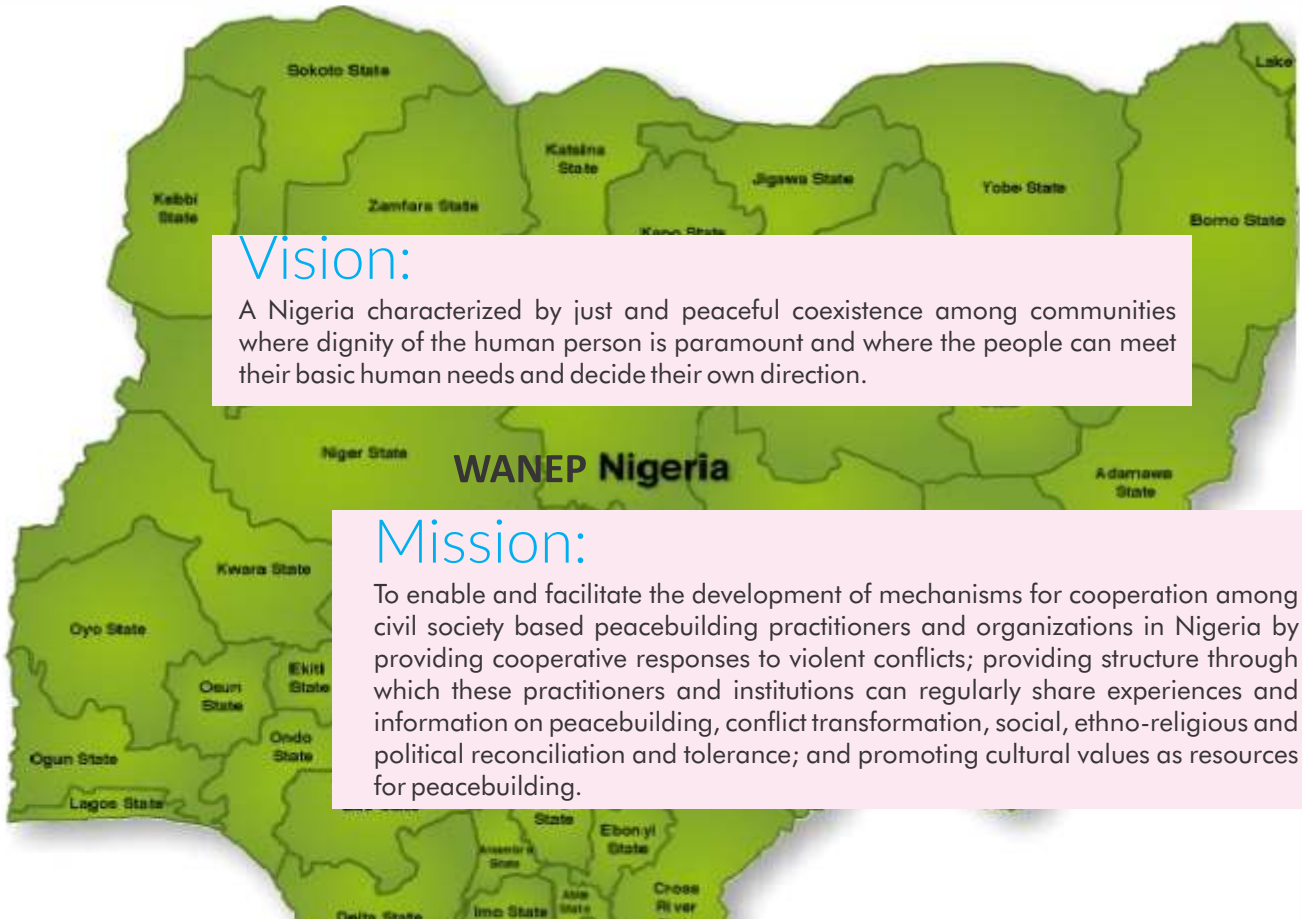 Sokoto State
Lake
Katsina
State
Jigawa State
Yobe State
Kebbi
State
Zamfara State
Borno State
Kano State
Vision:
A Nigeria characterized by just and peaceful coexistence among communities
where dignity of the human person is paramount and where the people can meet
their basic human needs and decide their own direction.
Niger State
WANEP Nigeria
Adamawa
State
Mission:
To enable and facilitate the development of mechanisms for cooperation among
civil society based peacebuilding practitioners and organizations in Nigeria by
providing cooperative responses to violent conflicts; providing structure through
which these practitioners and institutions can regularly share experiences and
information on peacebuilding, conflict transformation, social, ethno-religious and
political reconciliation and tolerance; and promoting cultural values as resources
for peacebuilding.
Kwara State
Oyo State
Ekiti
State
Osun
State
Ondo
State
Ogun State
Lagos State
State
Ebonyi
State
Anambra
State
Abia
State
Cross
River
Imo State
Delta State